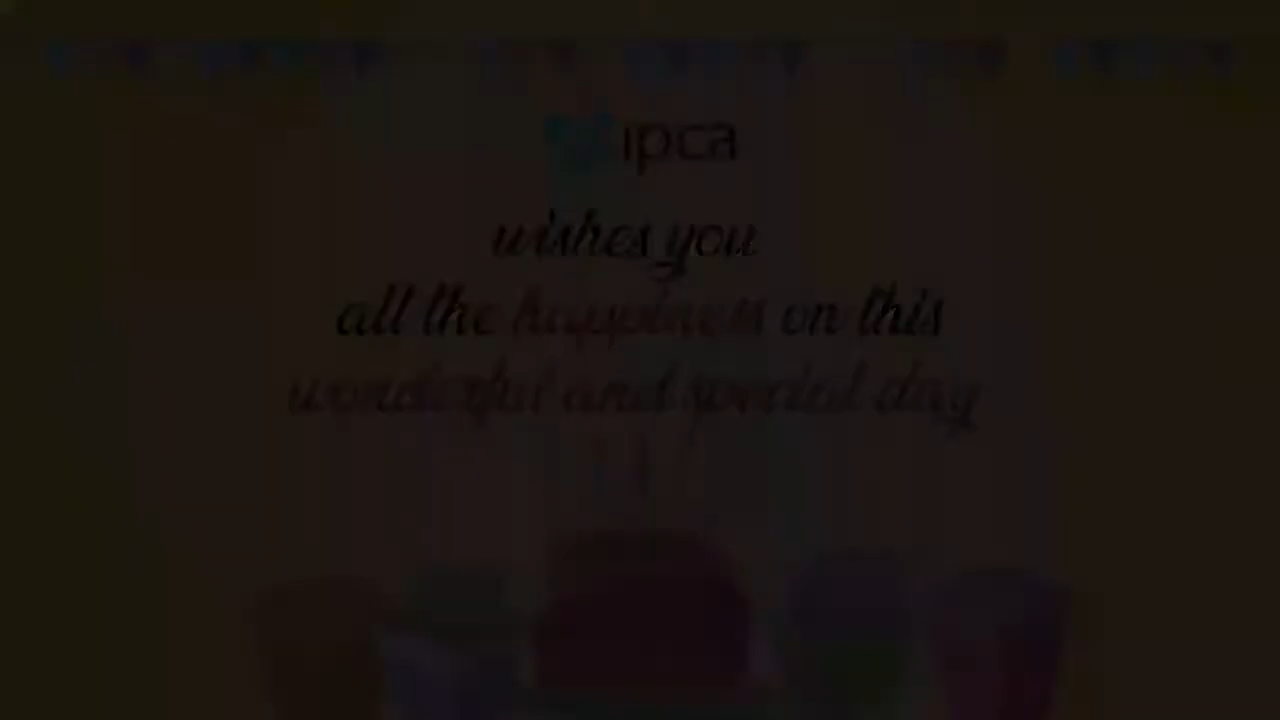 ipca
wishes you
all the happiness on this
wonderful and special day